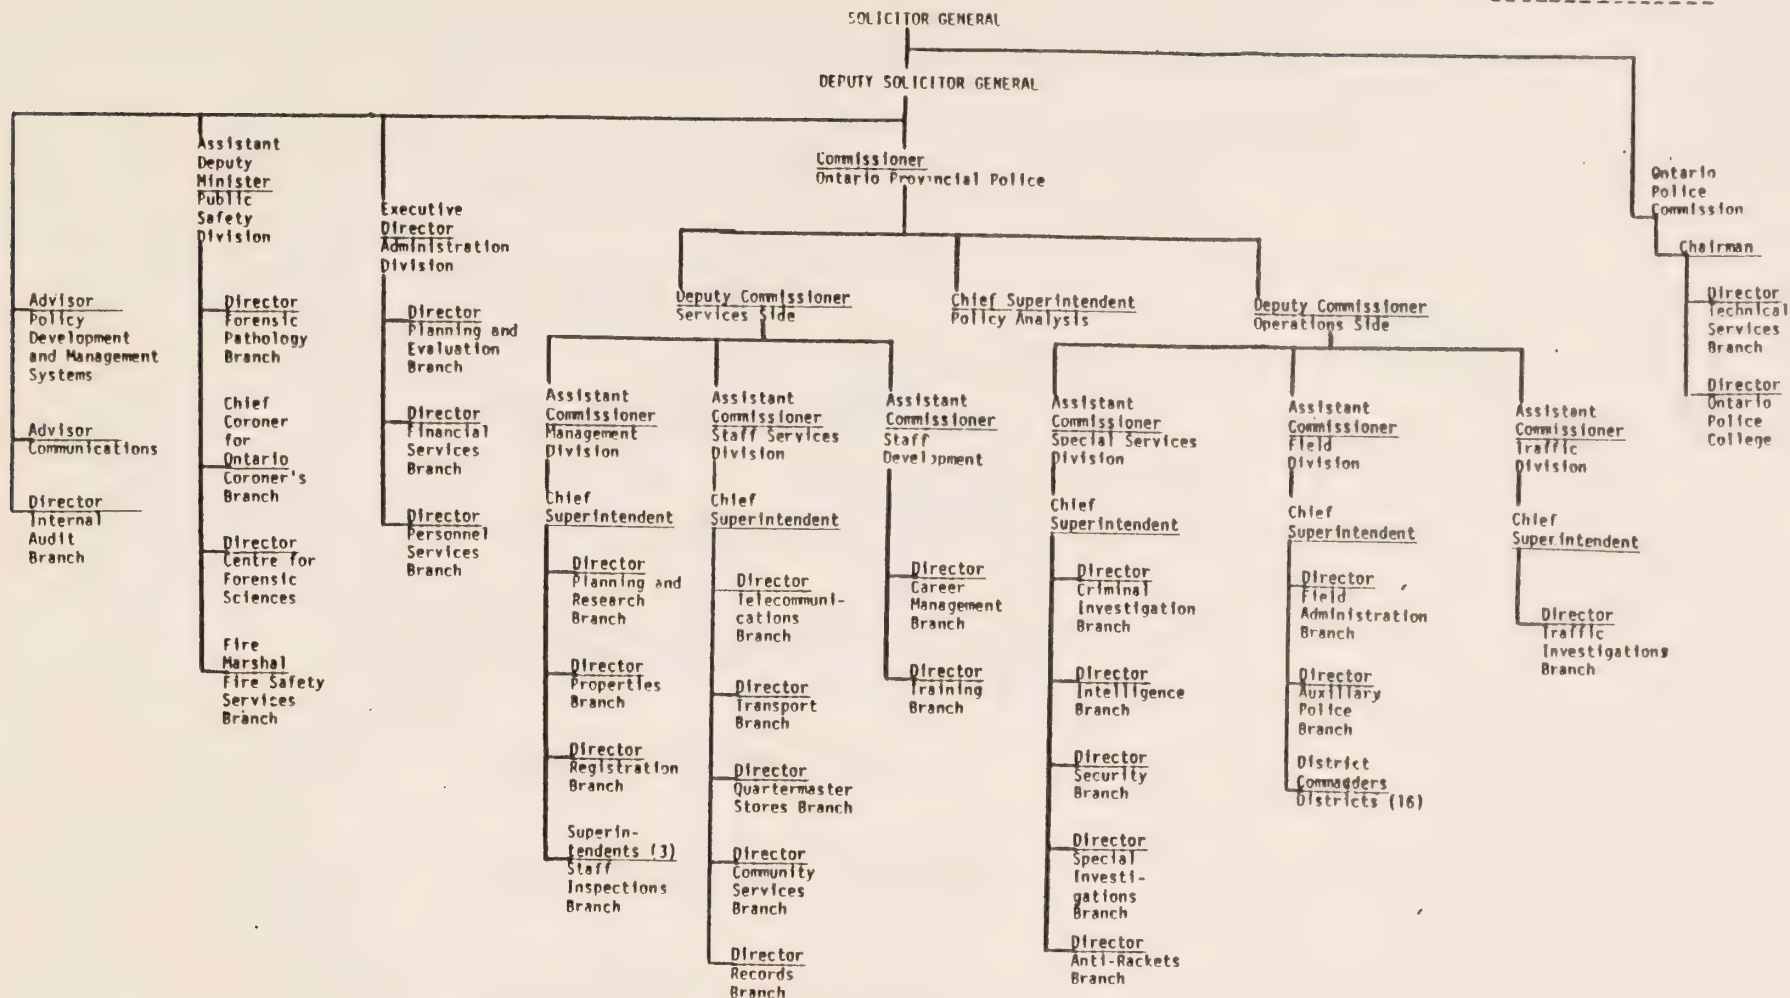 SOLICITOR GENERAL
DEPUTY SOLICITOR GENERAL
Advisor
Policy
Development
and Management
Systems
Advisor
Communications
Director
Internal
Audit
Branch
Assistant
Deputy
Minister
Public
Safety
Division
Director
Forensic
Pathology
Branch
Chief
Coroner
for
Ontario
Coroner's
Branch
Director
Centre for
Forensic
Sciences
Fire
Marshal
Fire Safety
Services
Branch
Executive
Director
Administration
Division
Director
Planning and
Evaluation
Branch
Director
Financial
Services
Branch
Director
Personnel
Services
Branch
Commissioner
Ontario Provincial Police
Deputy Commissioner
Services Side
Assistant
Commissioner
Management
Division
Chief
Superintendent
Director
Planning and
Research
Branch
Director
Properties
Branch
Director
Registration
Branch
Superin-
tendents (3)
Staff
Inspections
Branch
Assistant
Commissioner
Staff Services
Division
Chief
Superintendent
Director
Telecommuni-
cations
Branch
Director
Transport
Branch
Director
Quartermaster
Stores Branch
Director
Community
Services
Branch
Director
Records
Branch
Assistant
Commissioner
Staff
Development
Director
Career
Management
Branch
Director
Training
Branch
Chief Superintendent
Policy Analysis
Deputy Commissioner
Operations Side
Assistant
Commissioner
Special Services
Division
Chief
Superintendent
Director
Criminal
Investigation
Branch
Director
Intelligence
Branch
Director
Security
Branch
Director
Special
Investi-
gations
Branch
Director
Anti-Rackets
Branch
Assistant
Commissioner
Field
Division
Chief
Superintendent
Director
Field
Administration
Branch
Director
Auxiliary
Police
Branch
District
Commadders
Districts (16)
Assistant
Commissioner
Traffic
Division
Chief
Superintendent
Director
Traffic
Investigations
Branch
Ontario
Police
Commission
Chairman
Director
Technical
Services
Branch
Director
Ontario
Police
College